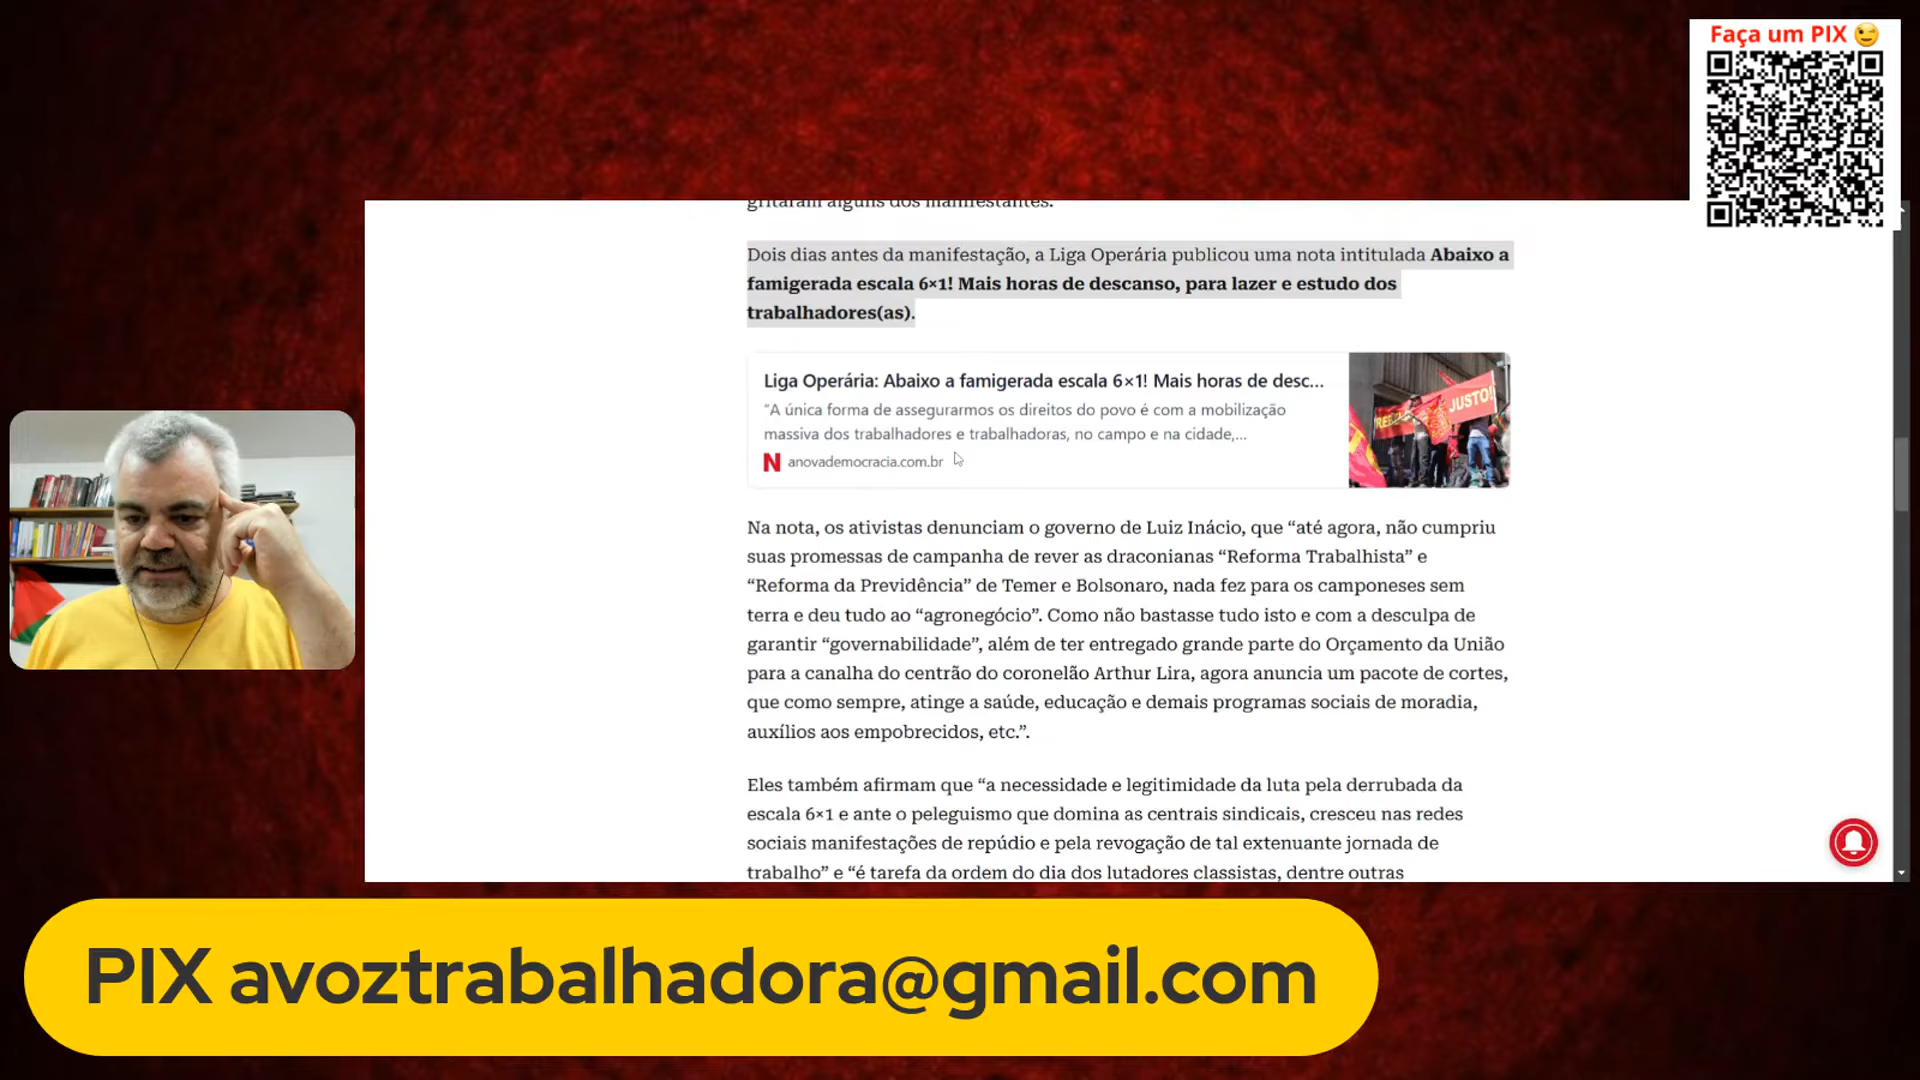 Faça um PIX
gritaram alguns dos manifestantes.
Dois dias antes da manifestação, a Liga Operária publicou uma nota intitulada Abaixo a
famigerada escala 6×1! Mais horas de descanso, para lazer e estudo dos
trabalhadores(as).
Liga Operária: Abaixo a famigerada escala 6×1! Mais horas de desc...
“A única forma de assegurarmos os direitos do povo é com a mobilização
massiva dos trabalhadores e trabalhadoras, no campo e na cidade,...
N anovademocracia.com.br
JUSTO!
Na nota, os ativistas denunciam o governo de Luiz Inácio, que “até agora, não cumpriu
suas promessas de campanha de rever as draconianas “Reforma Trabalhista” e
“Reforma da Previdência” de Temer e Bolsonaro, nada fez para os camponeses sem
terra e deu tudo ao “agronegócio”. Como não bastasse tudo isto e com a desculpa de
garantir “governabilidade”, além de ter entregado grande parte do Orçamento da União
para a canalha do centrão do coronelão Arthur Lira, agora anuncia um pacote de cortes,
que como sempre, atinge a saúde, educação e demais programas sociais de moradia,
auxílios aos empobrecidos, etc.”.
Eles também afirmam que “a necessidade e legitimidade da luta pela derrubada da
escala 6×1 e ante o peleguismo que domina as centrais sindicais, cresceu nas redes
sociais manifestações de repúdio e pela revogação de tal extenuante jornada de
trabalho” e “é tarefa da ordem do dia dos lutadores classistas, dentre outras
PIX avoztrabalhadora@gmail.com